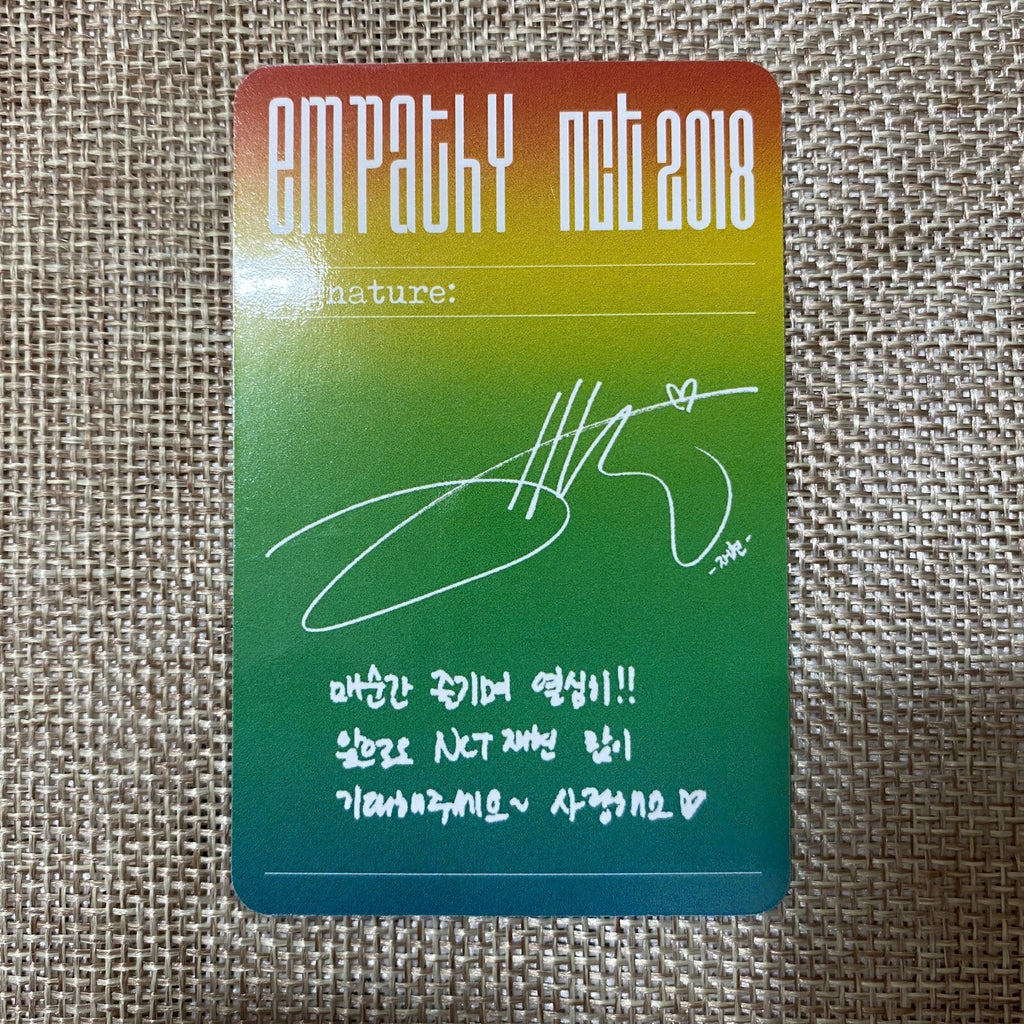 empathy nct 2018
nature:
-재현-
매순간 즐기며 열심히!!
앞으로도 NCT 재현 많이
기대해주세요~ 사랑해요♡